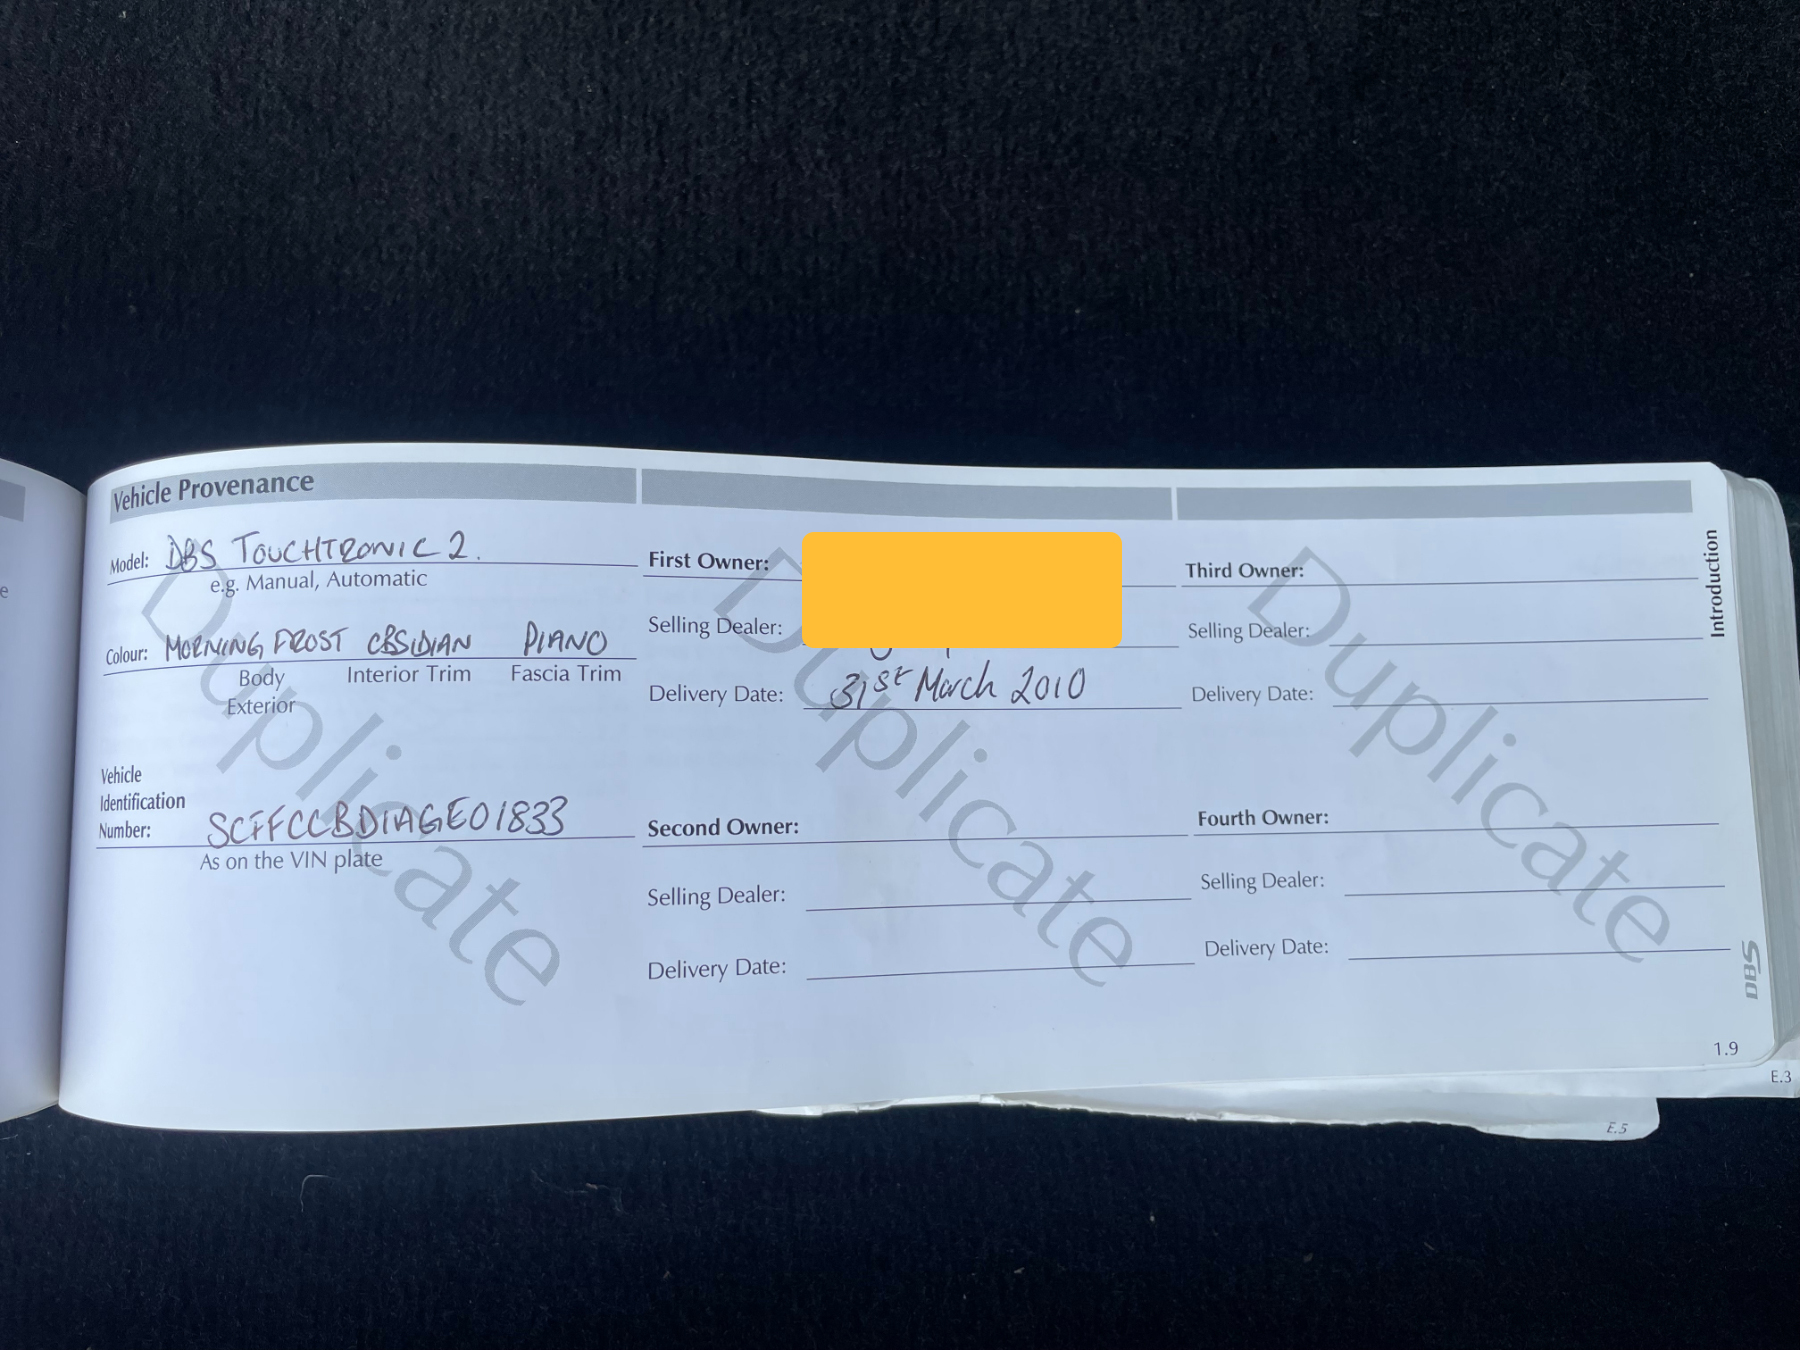 Vehicle Provenance
Model: DBS TOUCHTRONIC 2.
e.g. Manual, Automatic
Colour: MORNING FROST OBSIDIAN PIANO
Body Interior Trim Fascia Trim
Exterior
Vehicle
Identification
Number: SCFFCCBD1AGE01833
As on the VIN plate
First Owner:
Selling Dealer:
Delivery Date: 31st March 2010
Second Owner:
Selling Dealer:
Delivery Date:
Third Owner:
Selling Dealer:
Delivery Date:
Fourth Owner:
Selling Dealer:
Delivery Date:
Duplicate
Duplicate
Duplicate
Introduction
DBS
1.9
E.3
E.5
e